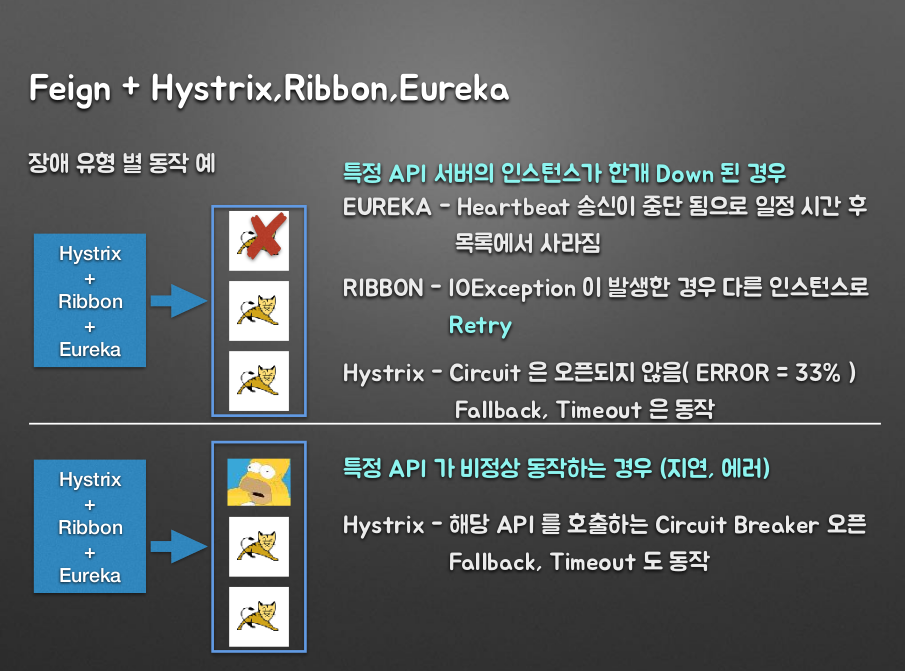 Feign + Hystrix,Ribbon,Eureka
장애 유형 별 동작 예
Hystrix
+
Ribbon
+
Eureka
특정 API 서버의 인스턴스가 한개 Down 된 경우
EUREKA – Heartbeat 송신이 중단 됨으로 일정 시간 후
목록에서 사라짐
RIBBON – IOException 이 발생한 경우 다른 인스턴스로
Retry
Hystrix – Circuit 은 오픈되지 않음( ERROR = 33% )
Fallback, Timeout 은 동작
Hystrix
+
Ribbon
+
Eureka
특정 API 가 비정상 동작하는 경우 (지연, 에러)
Hystrix – 해당 API 를 호출하는 Circuit Breaker 오픈
Fallback, Timeout 도 동작